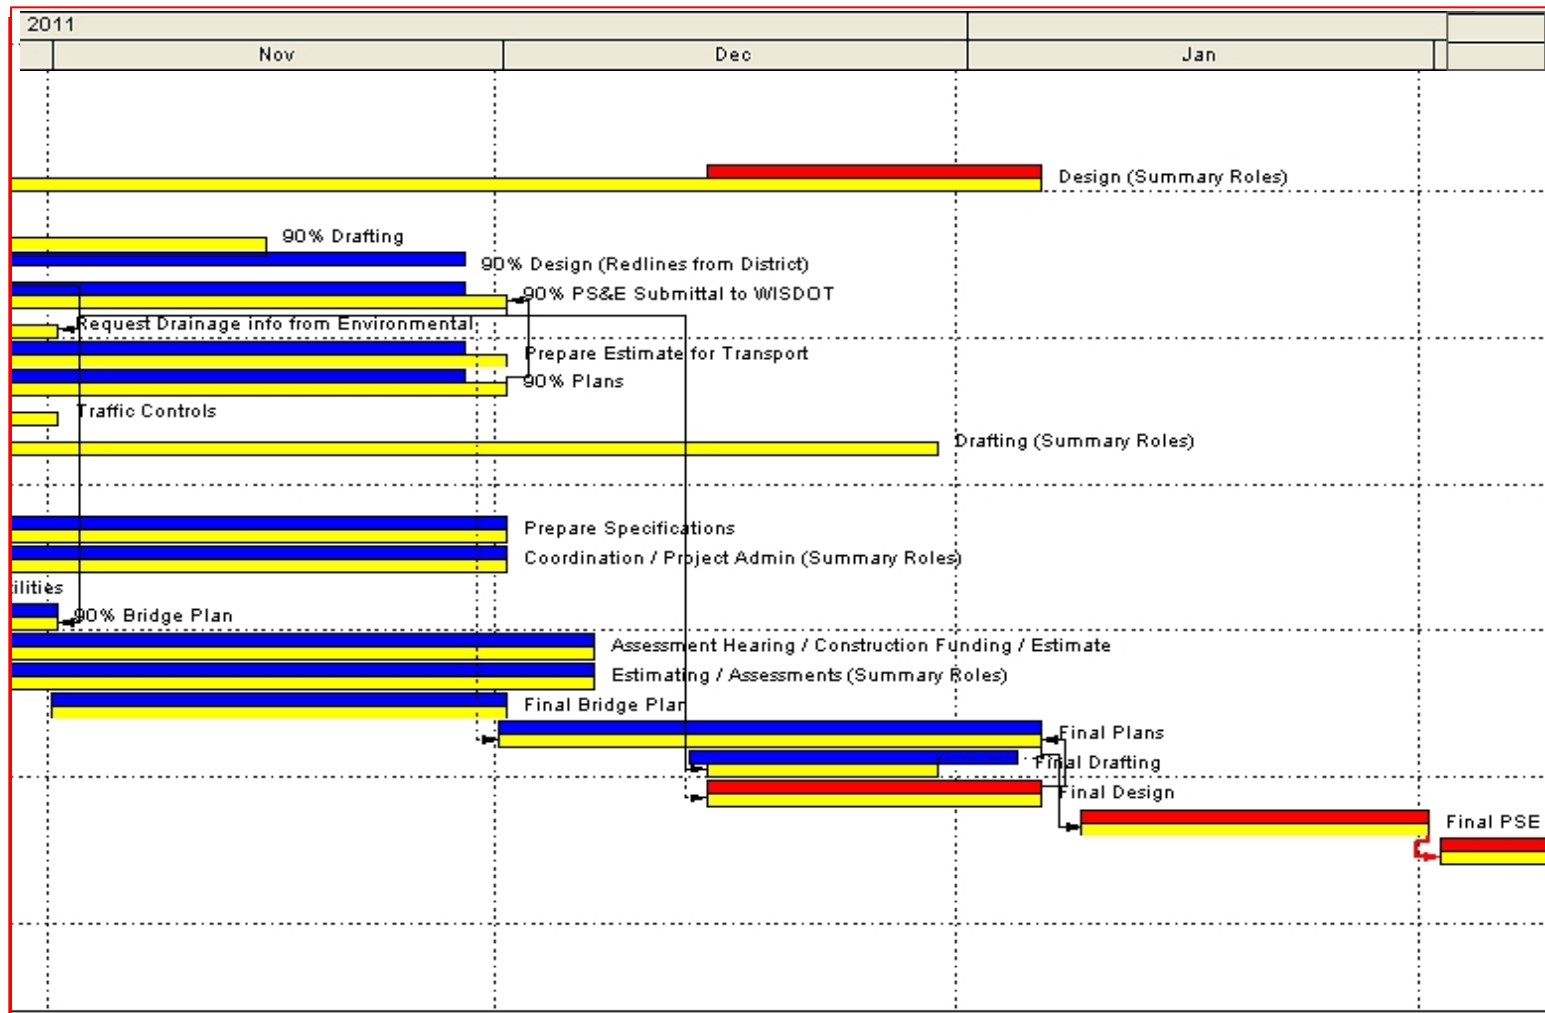 2011
Nov
Dec
Jan
Design (Summary Roles)
90% Drafting
90% Design (Redlines from District)
90% PS&E Submittal to WISDOT
Request Drainage info from Environmental
Prepare Estimate for Transport
90% Plans
Traffic Controls
Drafting (Summary Roles)
Prepare Specifications
Coordination / Project Admin (Summary Roles)
ilities
90% Bridge Plan
Assessment Hearing / Construction Funding / Estimate
Estimating / Assessments (Summary Roles)
Final Bridge Plan
Final Plans
Final Drafting
Final Design
Final PSE